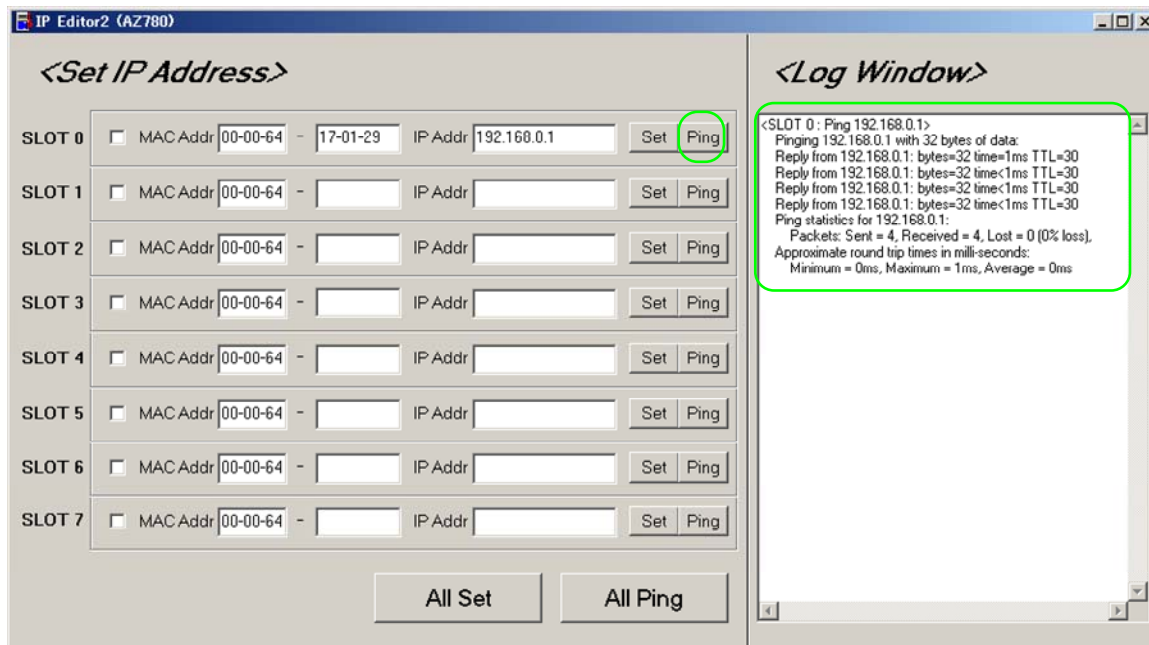 IP Editor2 (AZ780)
<Set IP Address>
SLOT 0 MAC Addr 00-00-64 - 17-01-29 IP Addr 192.168.0.1 Set Ping
SLOT 1 MAC Addr 00-00-64 - IP Addr Set Ping
SLOT 2 MAC Addr 00-00-64 - IP Addr Set Ping
SLOT 3 MAC Addr 00-00-64 - IP Addr Set Ping
SLOT 4 MAC Addr 00-00-64 - IP Addr Set Ping
SLOT 5 MAC Addr 00-00-64 - IP Addr Set Ping
SLOT 6 MAC Addr 00-00-64 - IP Addr Set Ping
SLOT 7 MAC Addr 00-00-64 - IP Addr Set Ping
All Set All Ping
<Log Window>
<SLOT 0 : Ping 192.168.0.1>
Pinging 192.168.0.1 with 32 bytes of data:
Reply from 192.168.0.1: bytes=32 time=1ms TTL=30
Reply from 192.168.0.1: bytes=32 time<1ms TTL=30
Reply from 192.168.0.1: bytes=32 time<1ms TTL=30
Reply from 192.168.0.1: bytes=32 time<1ms TTL=30
Ping statistics for 192.168.0.1:
Packets: Sent = 4, Received = 4, Lost = 0 (0% loss),
Approximate round trip times in milli-seconds:
Minimum = 0ms, Maximum = 1ms, Average = 0ms